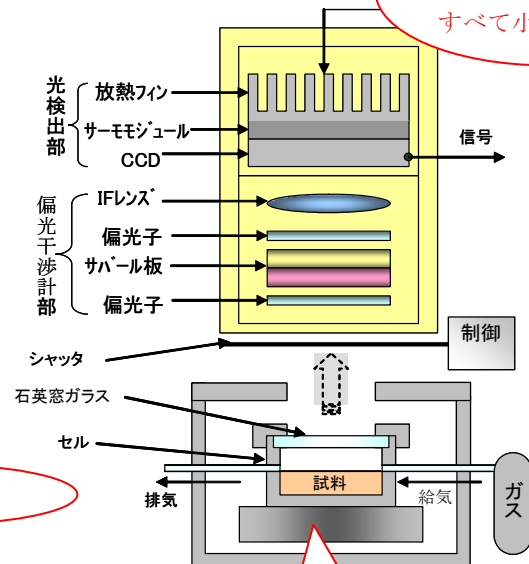 すべて小
光検出部
放熱フィン
サーモモジュール
CCD
信号
偏光干渉計部
IFレンズ
偏光子
サバール板
偏光子
制御
シャッタ
石英窓ガラス
セル
試料
排気
給気
ガス